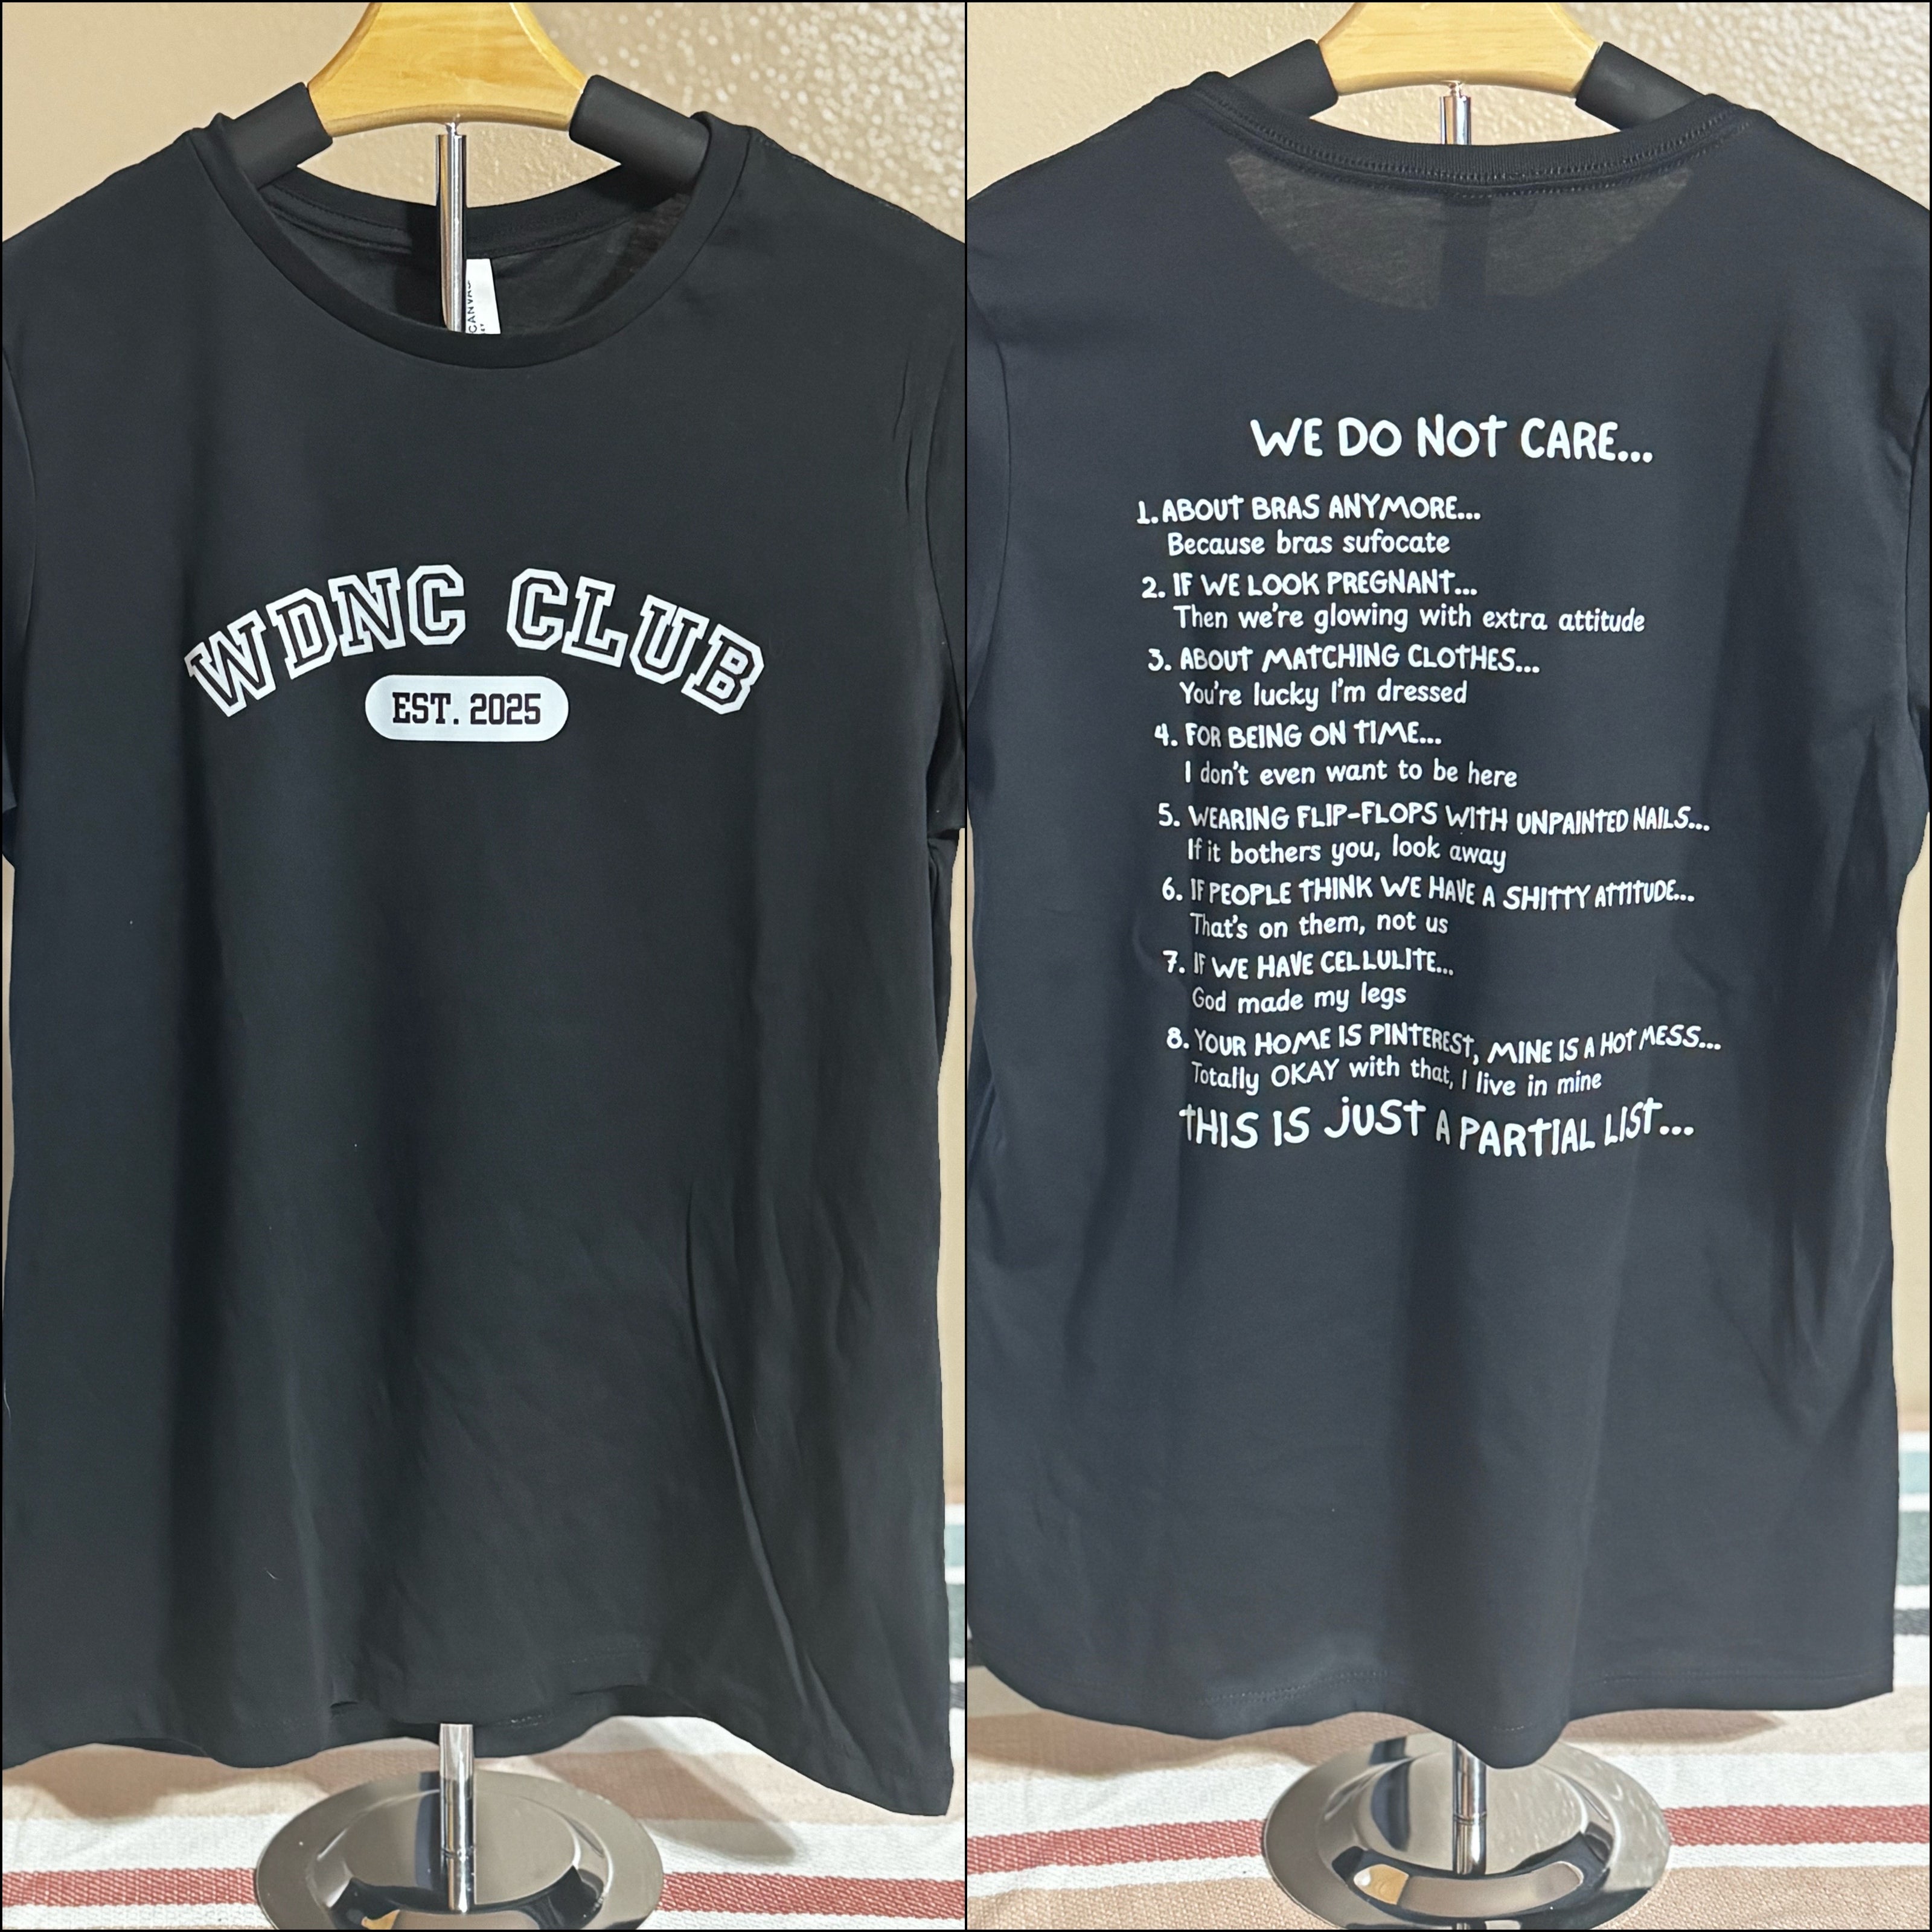 CANVAS
WDNC CLUB
EST. 2025
WE DO NOT CARE...
1. ABOUT BRAS ANYMORE...
Because bras sufocate
2. IF WE LOOK PREGNANT...
Then we're glowing with extra attitude
3. ABOUT MATCHING CLOTHES...
You're lucky I'm dressed
4. FOR BEING ON TIME...
I don't even want to be here
5. WEARING FLIP-FLOPS WITH UNPAINTED NAILS...
If it bothers you, look away
6. IF PEOPLE THINK WE HAVE A SHITTY ATTITUDE...
That's on them, not us
7. IF WE HAVE CELLULITE...
God made my legs
8. YOUR HOME IS PINTEREST, MINE IS A HOT MESS...
Totally OKAY with that, I live in mine
THIS IS JUST A PARTIAL LIST...